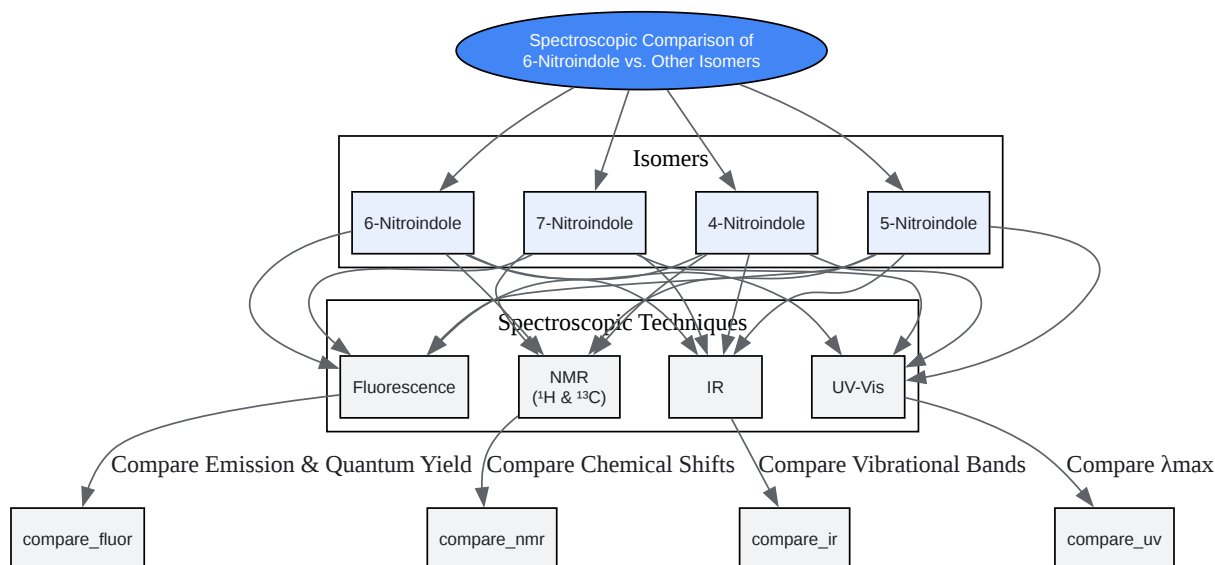 Spectroscopic Comparison of
6-Nitroindole vs. Other Isomers
Isomers
6-Nitroindole
7-Nitroindole
4-Nitroindole
5-Nitroindole
Spectroscopic Techniques
Fluorescence
NMR
(¹H & ¹³C)
IR
UV-Vis
Compare Emission & Quantum Yield
Compare Chemical Shifts
Compare Vibrational Bands
Compare λmax
compare_fluor
compare_nmr
compare_ir
compare_uv